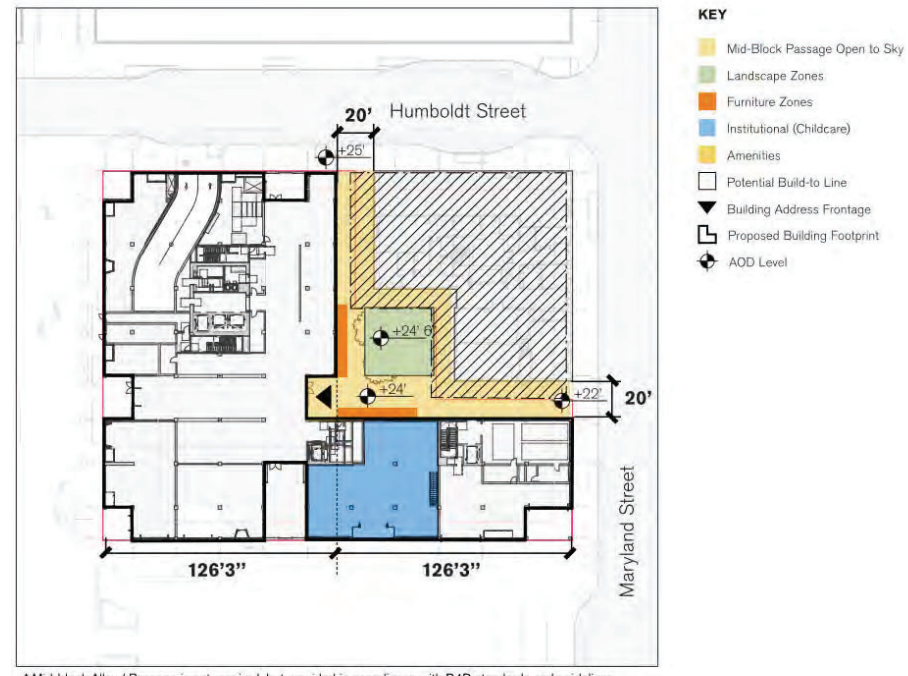 KEY
Mid-Block Passage Open to Sky
Landscape Zones
Furniture Zones
Institutional (Childcare)
Amenities
Potential Build-to Line
Building Address Frontage
Proposed Building Footprint
AOD Level
20’
Humboldt Street
+25’
+24’ 6”
+24’
+22’
20’
Maryland Street
126’3’’
126’3’’